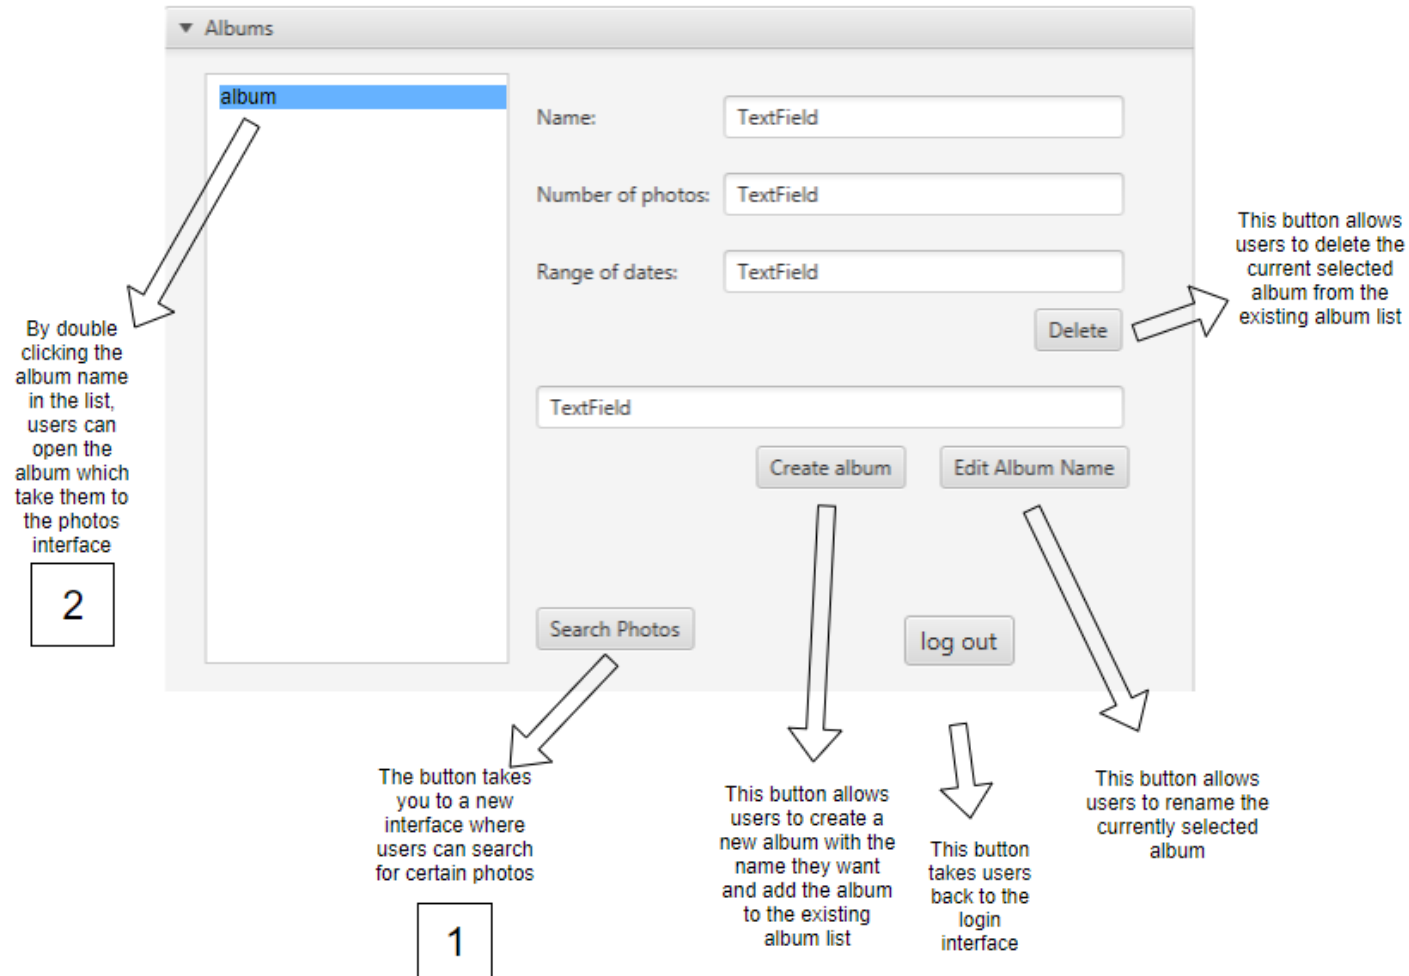 Albums
album
Name:
TextField
Number of photos:
TextField
Range of dates:
TextField
Delete
TextField
Create album
Edit Album Name
Search Photos
log out
This button allows
users to delete the
current selected
album from the
existing album list
By double
clicking the
album name
in the list,
users can
open the
album which
take them to
the photos
interface
2
The button takes
you to a new
interface where
users can search
for certain photos
1
This button allows
users to create a
new album with the
name they want
and add the album
to the existing
album list
This button
takes users
back to the
login
interface
This button allows
users to rename the
currently selected
album